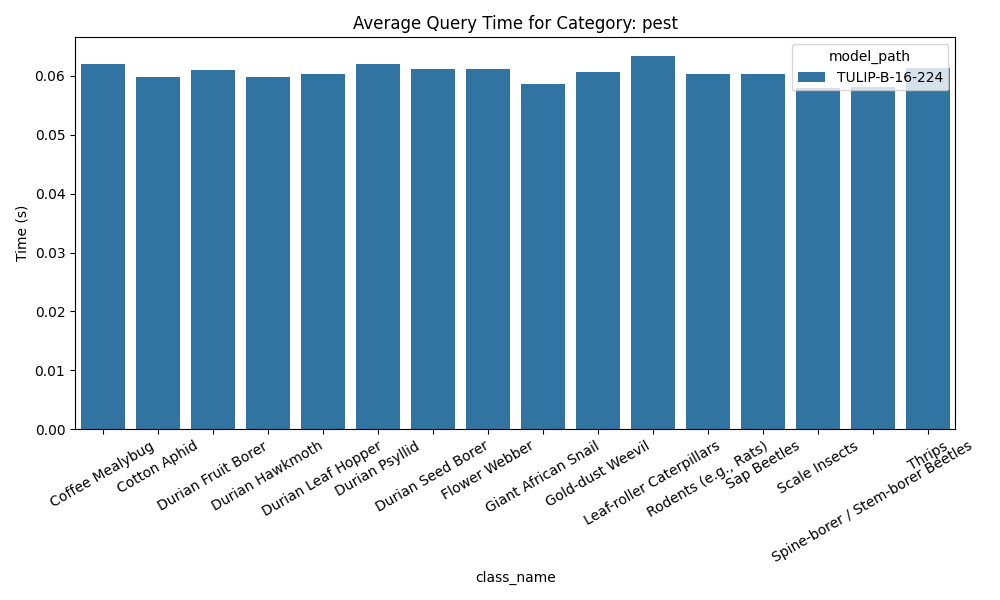 Average Query Time for Category: pest
model_path
TULIP-B-16-224
Time (s)
0.06
0.05
0.04
0.03
0.02
0.01
0.00
Coffee Mealybug
Cotton Aphid
Durian Fruit Borer
Durian Hawkmoth
Durian Leaf Hopper
Durian Psyllid
Durian Seed Borer
Flower Webber
Giant African Snail
Gold-dust Weevil
Leaf-roller Caterpillars
Rodents (e.g., Rats)
Sap Beetles
Scale Insects
Spine-borer / Stem-borer Beetles
Thrips
class_name